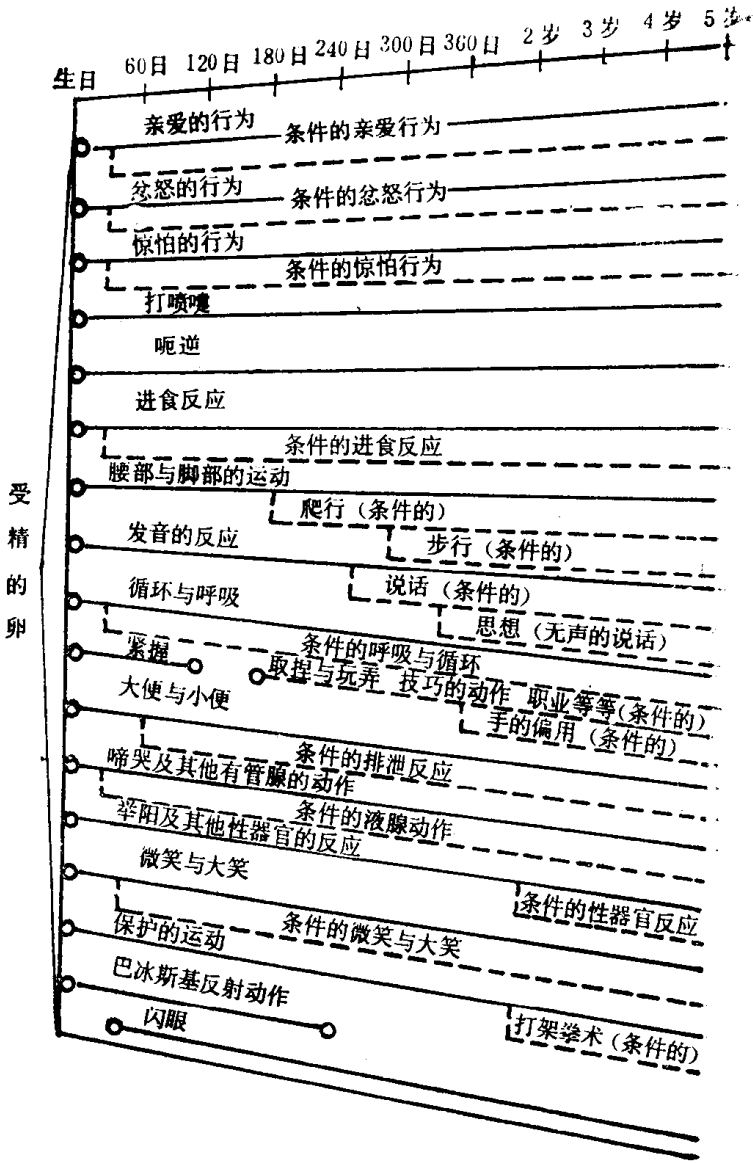 生日 60日 120日 180日 240日 300日 360日 2岁 3岁 4岁 5岁
亲爱的行为
条件的亲爱行为
忿怒的行为
条件的忿怒行为
惊怕的行为
条件的惊怕行为
打喷嚏
呃逆
进食反应
条件的进食反应
腰部与脚部的运动
爬行(条件的)
步行(条件的)
发音的反应
说话(条件的)
思想(无声的说话)
循环与呼吸
条件的呼吸与循环
紧握
取捏与玩弄 技巧的动作 职业等等(条件的)
手的偏用(条件的)
大便与小便
条件的排泄反应
啼哭及其他有管腺的动作
条件的液腺动作
举阳及其他性器官的反应
条件的性器官反应
微笑与大笑
条件的微笑与大笑
保护的运动
打架拳术(条件的)
巴冰斯基反射动作
闪眼
受精的卵